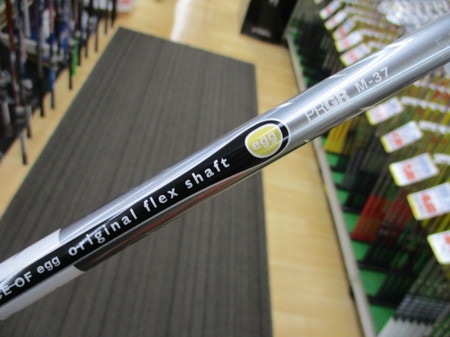 PRGR M-37
egg
OF egg original flex shaft